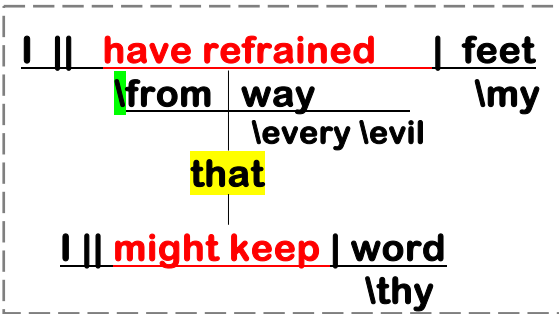 I || have refrained | feet
\from | way \my
\every \evil
that
I || might keep | word
\thy